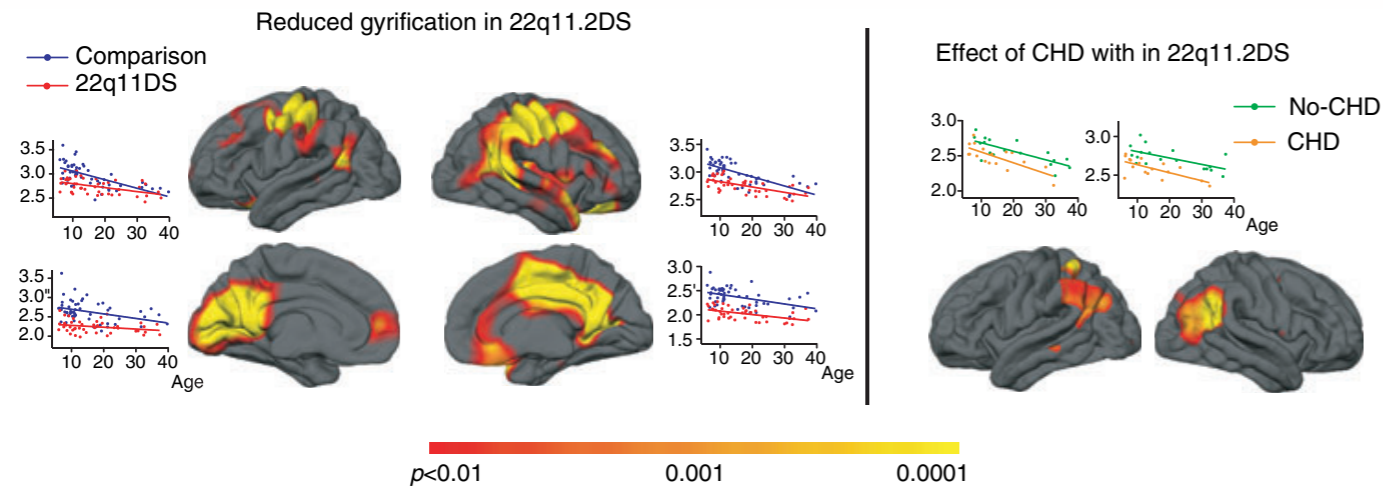 Reduced gyrification in 22q11.2DS
Comparison
22q11DS
3.5
3.0
2.5
10 20 30 40
3.5
3.0
2.5
10 20 30 40
3.5
3.0"
2.5
2.0
10 20 30 40
Age
3.0
2.5'
2.0
1.5
10 20 30 40
Age
Effect of CHD with in 22q11.2DS
No-CHD
CHD
3.0
2.5
2.0
10 20 30 40
3.0
2.5
10 20 30 40
Age
p<0.01 0.001 0.0001